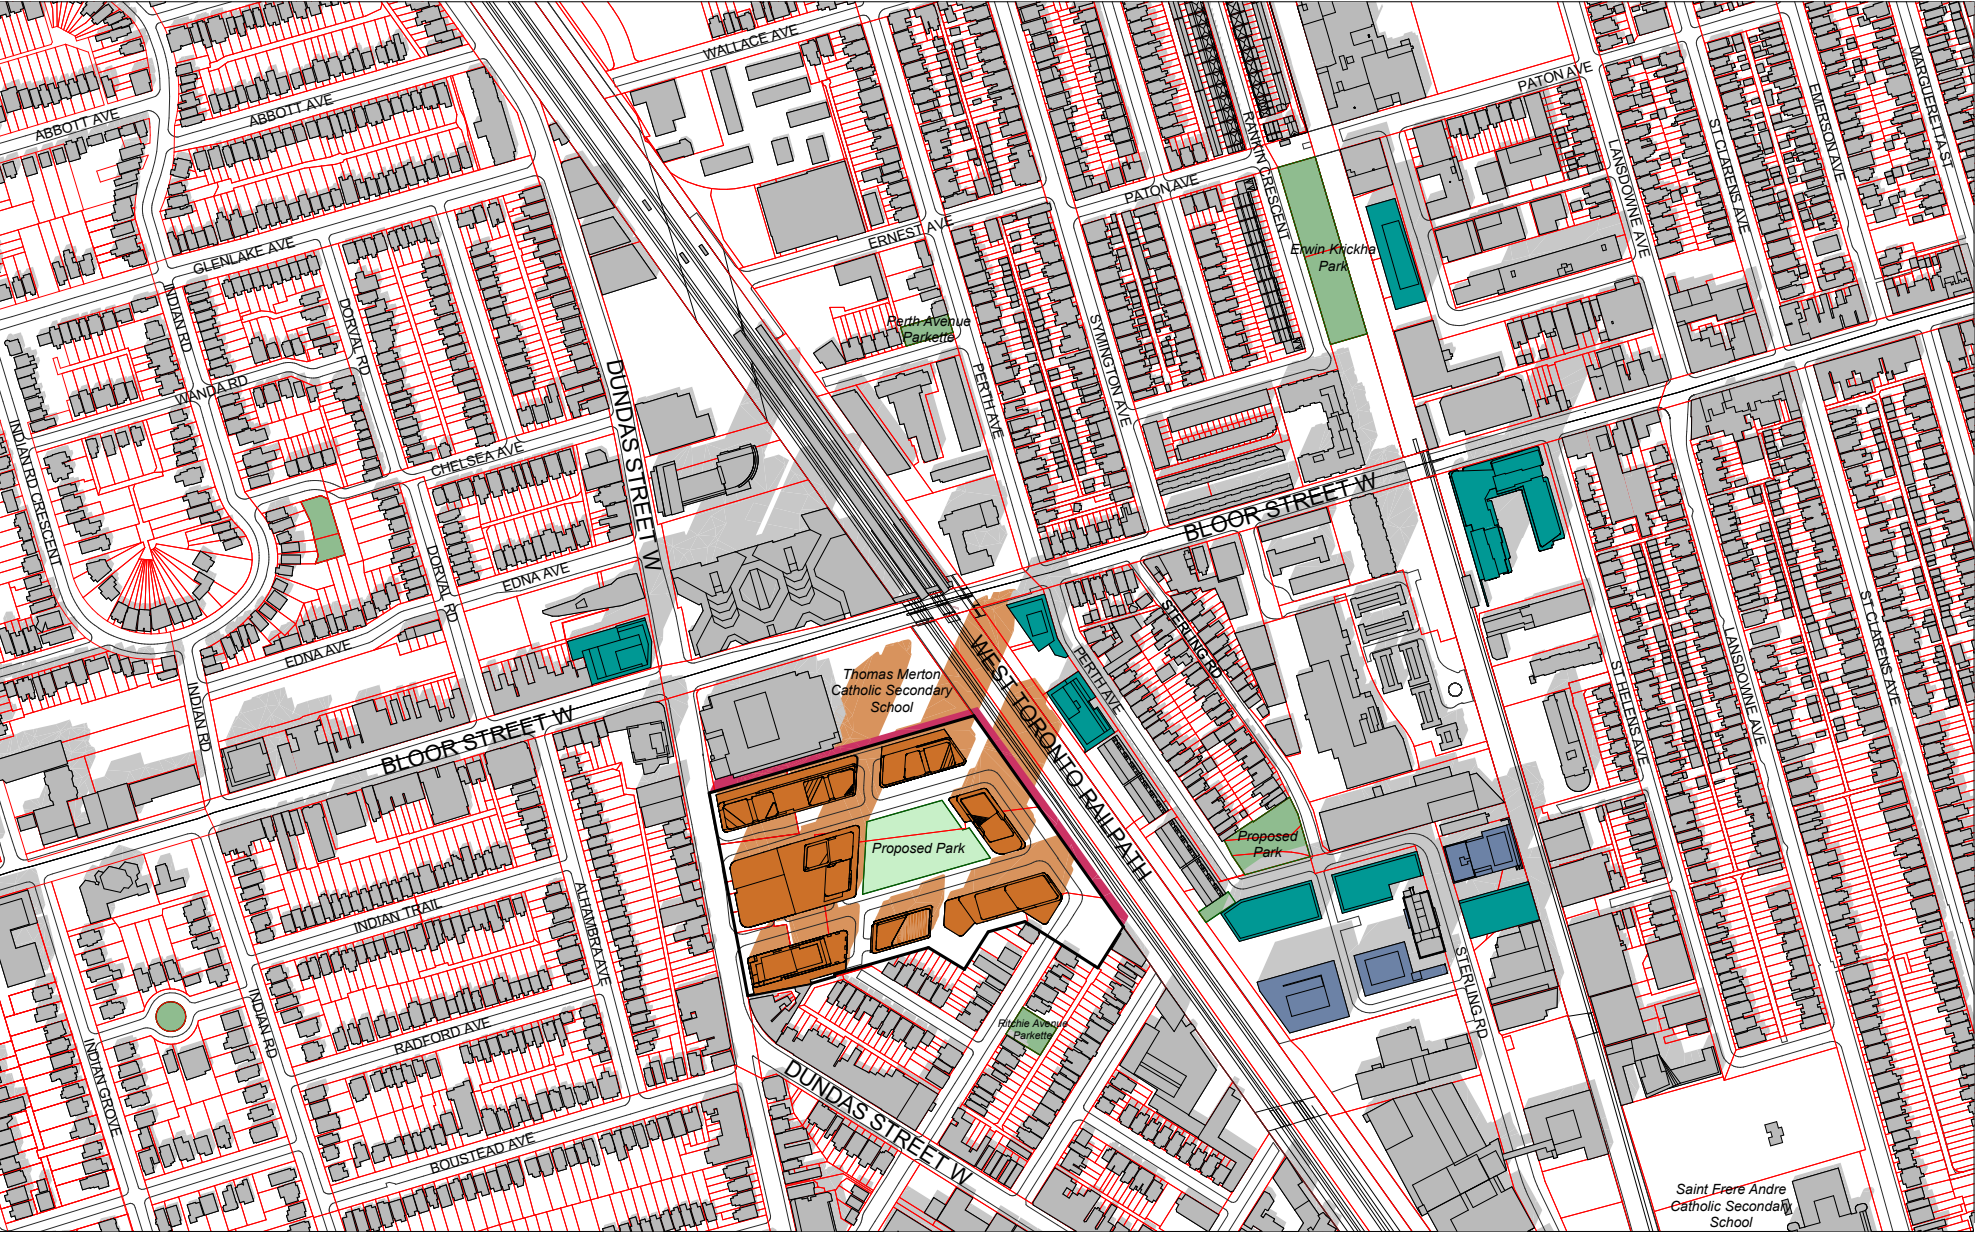 WALLACE AVE
ABBOTT AVE
ABBOTT AVE
PATON AVE
MARGUERETTA ST
EMERSON AVE
ST CLARENS AVE
LANSDOWNE AVE
RANKIN CRESCENT
PATON AVE
ERNEST AVE
GLENLAKE AVE
Erwin Krickhahn
Park
INDIAN RD
DORVAL RD
Perth Avenue
Parkette
SYMINGTON AVE
PERTH AVE
WANDA RD
DUNDAS STREET W
INDIAN RD CRESCENT
CHELSEA AVE
BLOOR STREET W
EDNA AVE
DORVAL RD
STERLING RD
EDNA AVE
ST CLARENS AVE
LANSDOWNE AVE
ST HELENS AVE
PERTH AVE
WEST TORONTO RAILPATH
Thomas Merton
Catholic Secondary
School
INDIAN RD
BLOOR STREET W
Proposed Park
Proposed
Park
INDIAN TRAIL
ALHAMBRA AVE
STERLING RD
INDIAN RD
RADFORD AVE
Ritchie Avenue
Parkette
INDIAN GROVE
DUNDAS STREET W
BOUSTEAD AVE
Saint Frere Andre
Catholic Secondary
School